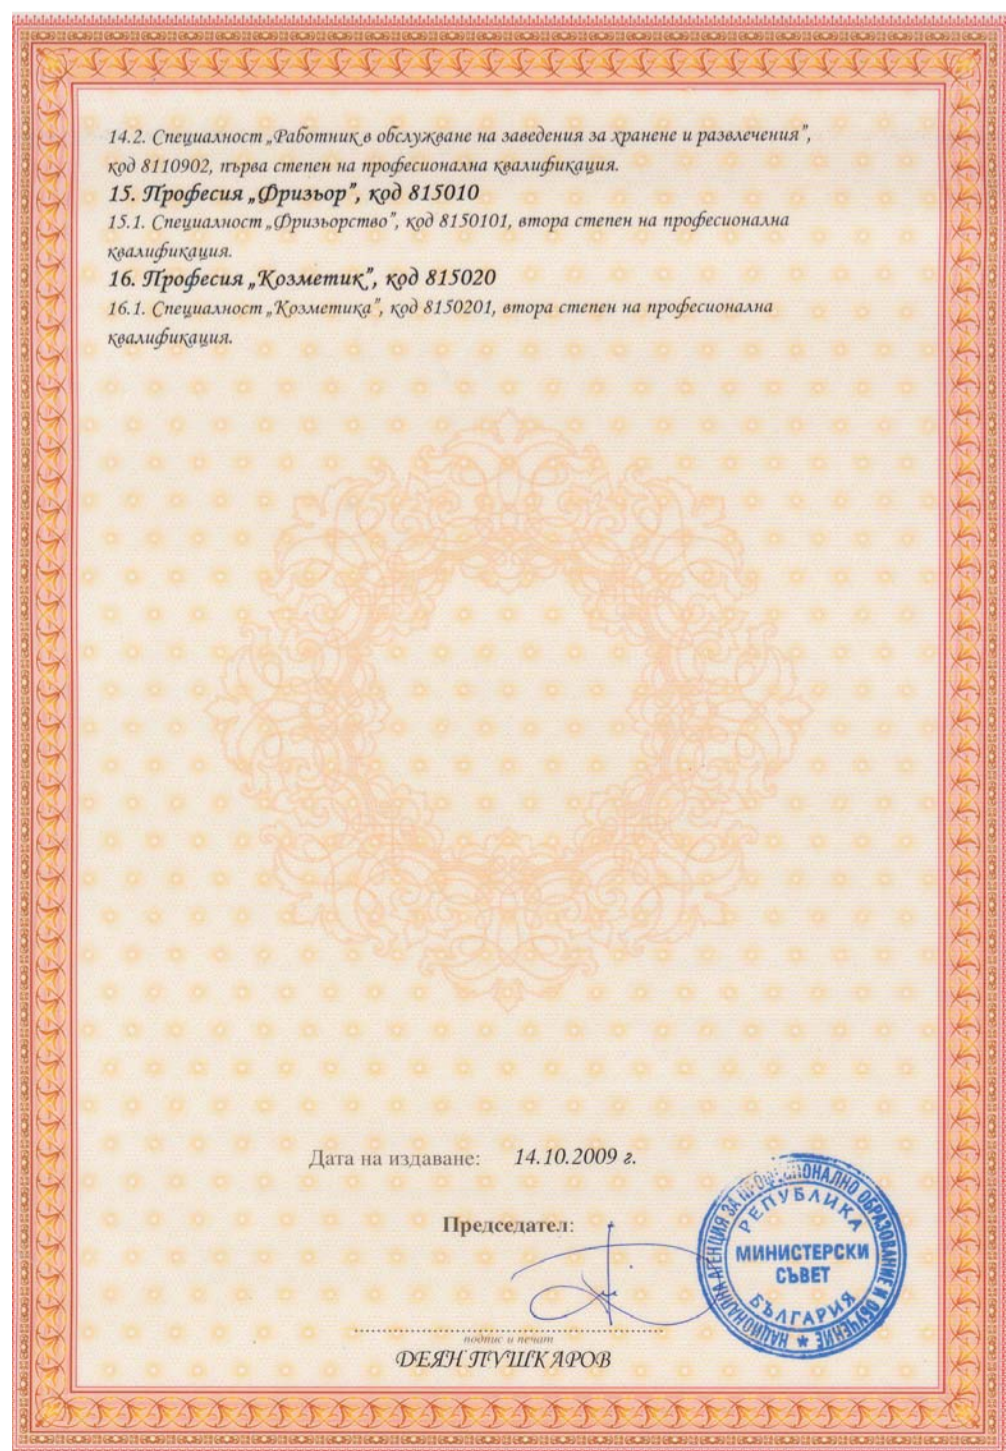 14.2. Специалност „Работник в обслужване на заведения за хранене и развлечения”,
код 8110902, първа степен на професионална квалификация.
15. Професия „Фризьор”, код 815010
15.1. Специалност „Фризьорство”, код 8150101, втора степен на професионална
квалификация.
16. Професия „Козметик”, код 815020
16.1. Специалност „Козметика”, код 8150201, втора степен на професионална
квалификация.
Дата на издаване: 14.10.2009 г.
Председател:
НАЦИОНАЛНА АГЕНЦИЯ ЗА ПРОФЕСИОНАЛНО ОБРАЗОВАНИЕ И ОБУЧЕНИЕ
РЕПУБЛИКА
МИНИСТЕРСКИ
СЪВЕТ
БЪЛГАРИЯ
подпис и печат
ДЕЯН ПУШКАРОВ